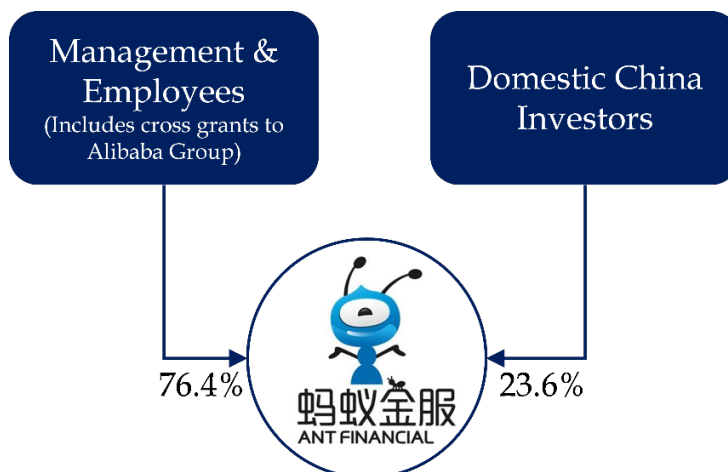 Management &
Employees
(Includes cross grants to
Alibaba Group)
Domestic China
Investors
76.4%
23.6%
蚂蚁金服
ANT FINANCIAL